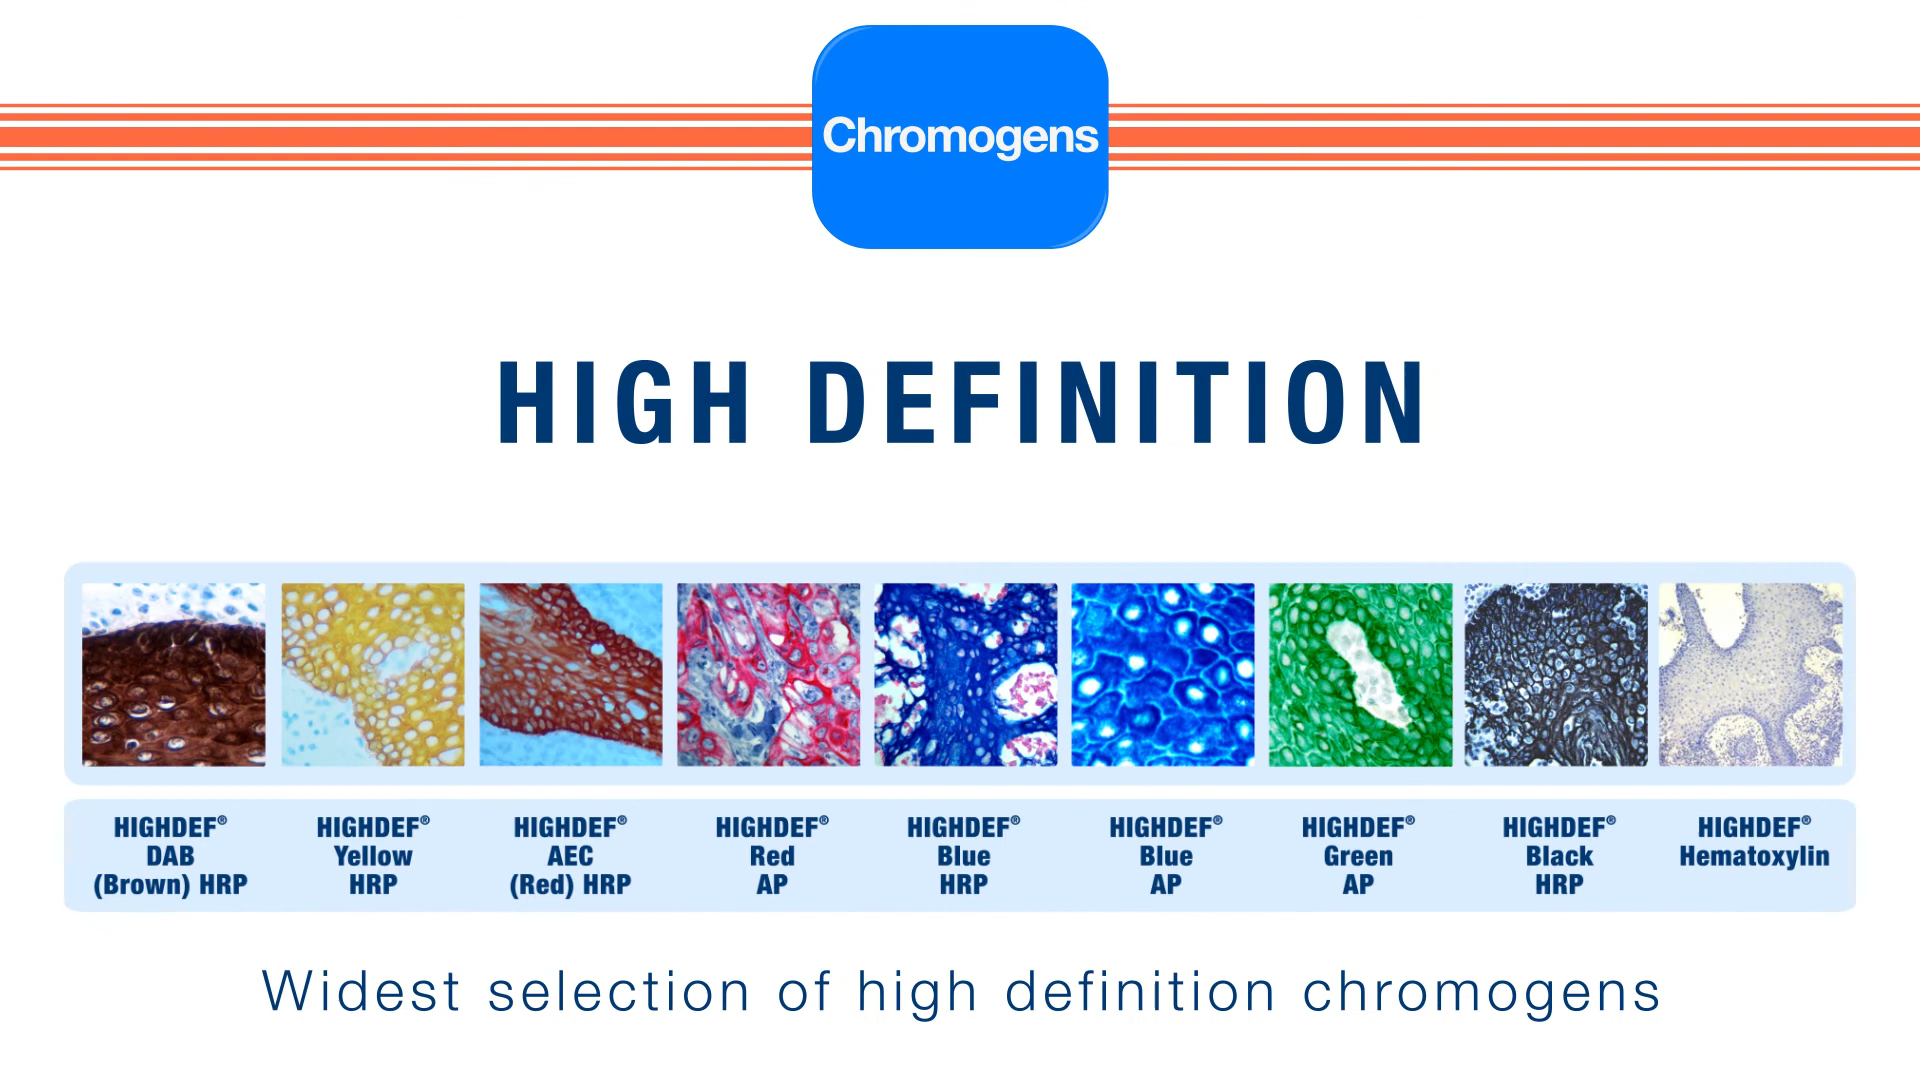 Chromogens
HIGH DEFINITION
HIGHDEF®
DAB
(Brown) HRP
HIGHDEF®
Yellow
HRP
HIGHDEF®
AEC
(Red) HRP
HIGHDEF®
Red
AP
HIGHDEF®
Blue
HRP
HIGHDEF®
Blue
AP
HIGHDEF®
Green
AP
HIGHDEF®
Black
HRP
HIGHDEF®
Hematoxylin
Widest selection of high definition chromogens